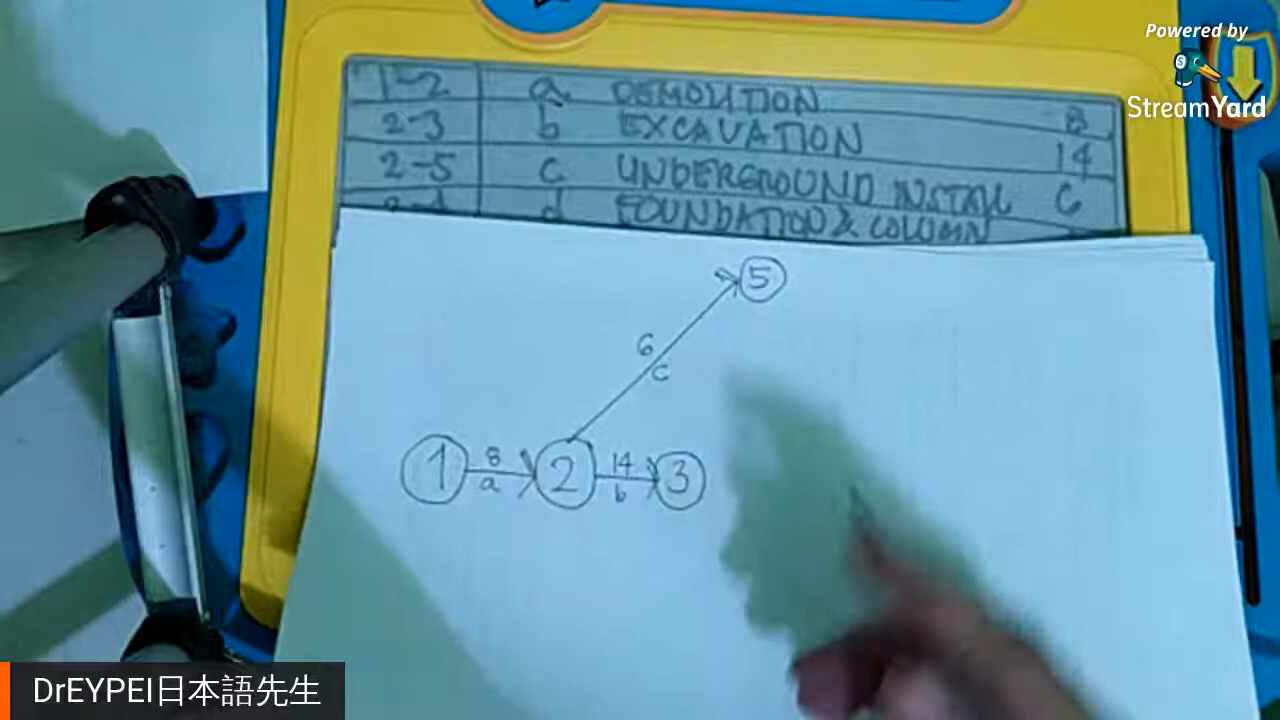 Powered by
StreamYard
1-2 a DEMOLITION 8
2-3 b EXCAVATION 14
2-5 c UNDERGROUND INSTALL 6
d FOUNDATION & COLUMN
5
6
c
1 8 2 14 3
a b
DrEYPEI日本語先生